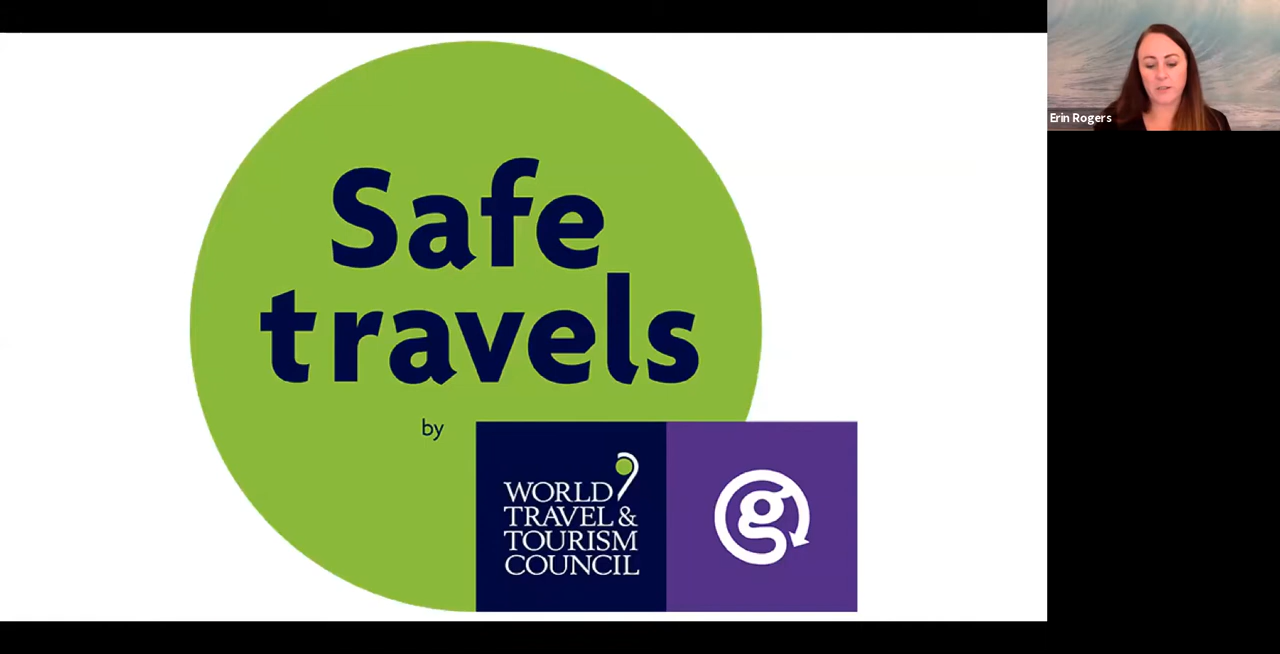 Safe
travels
by
WORLD
TRAVEL &
TOURISM
COUNCIL
g
Erin Rogers